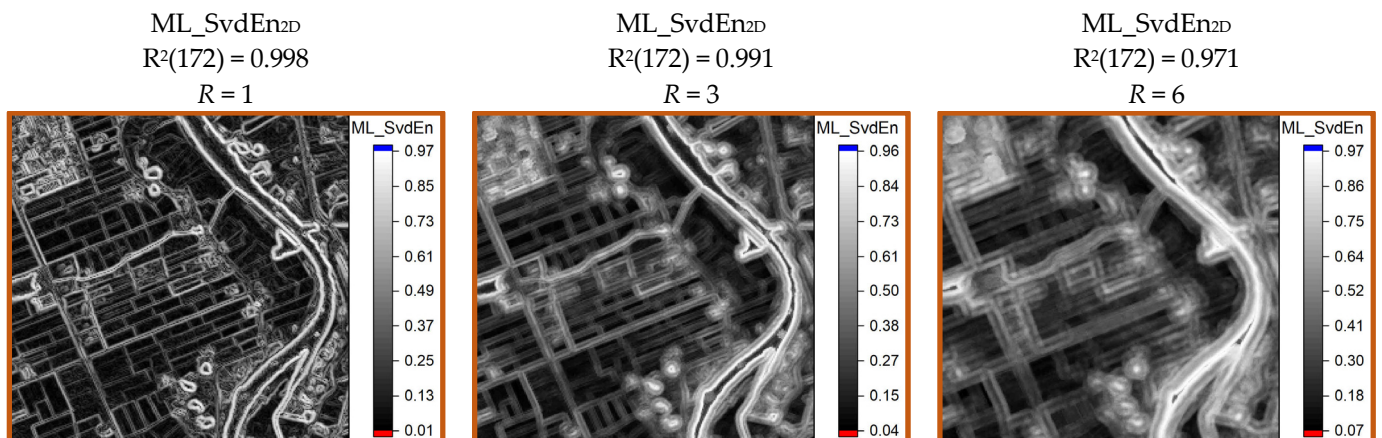 ML_SvdEn2D
R²(172) = 0.998
R = 1
ML_SvdEn
0.97
0.85
0.73
0.61
0.49
0.37
0.25
0.13
0.01
ML_SvdEn2D
R²(172) = 0.991
R = 3
ML_SvdEn
0.96
0.85
0.73
0.62
0.50
0.38
0.27
0.15
0.04
ML_SvdEn2D
R²(172) = 0.971
R = 6
ML_SvdEn
0.97
0.86
0.75
0.64
0.52
0.41
0.30
0.18
0.07